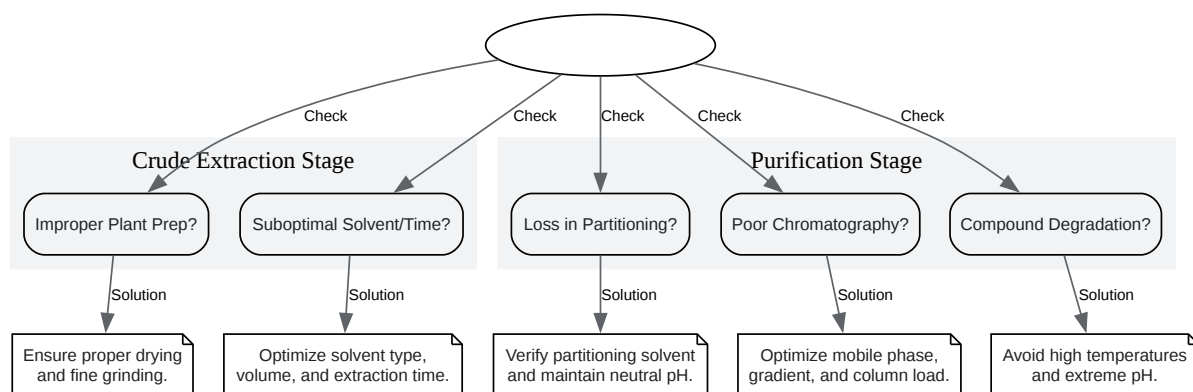 Check
Check
Check
Check
Check
Crude Extraction Stage
Purification Stage
Improper Plant Prep?
Suboptimal Solvent/Time?
Loss in Partitioning?
Poor Chromatography?
Compound Degradation?
Solution
Solution
Solution
Solution
Solution
Ensure proper drying
and fine grinding.
Optimize solvent type,
volume, and extraction time.
Verify partitioning solvent
and maintain neutral pH.
Optimize mobile phase,
gradient, and column load.
Avoid high temperatures
and extreme pH.